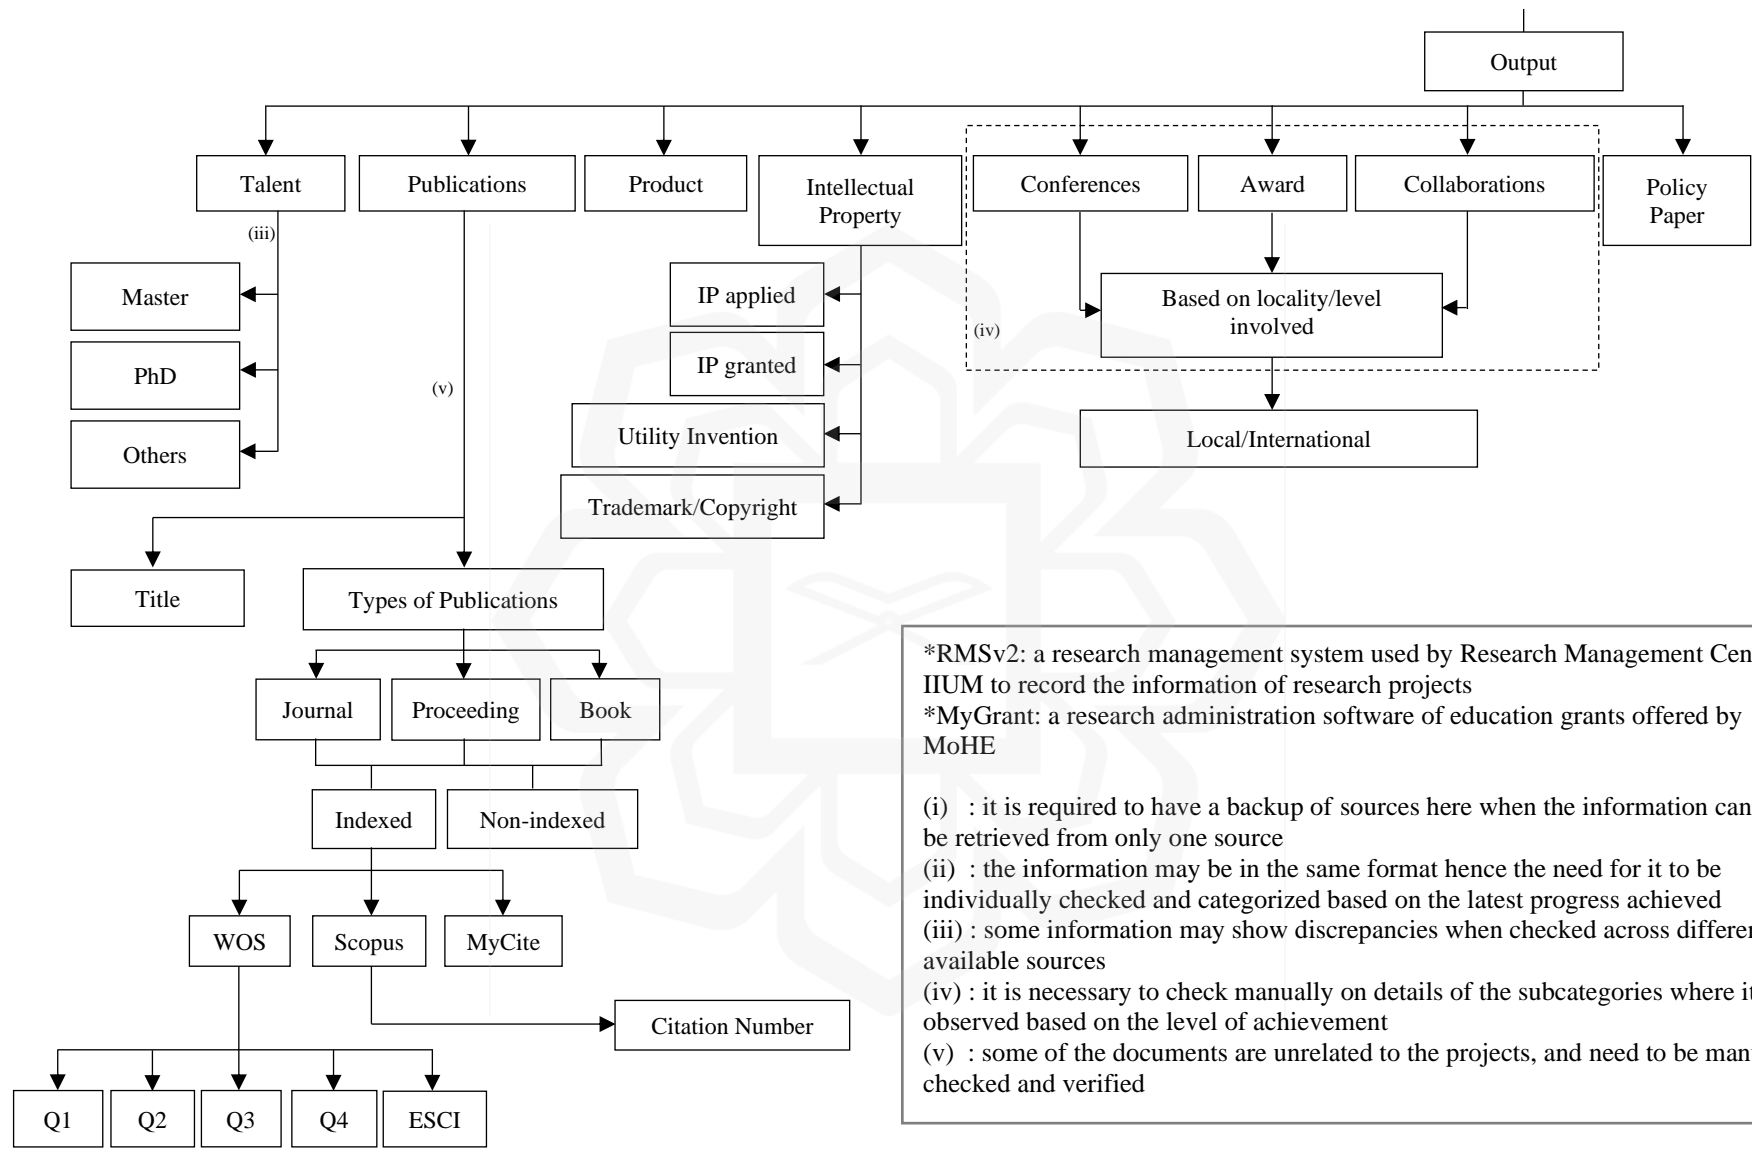 Output
Talent
Publications
Product
Intellectual
Property
Conferences
Award
Collaborations
Policy
Paper
(iii)
Master
PhD
Others
(v)
IP applied
IP granted
Utility Invention
Trademark/Copyright
Based on locality/level
involved
(iv)
Local/International
Title
Types of Publications
Journal
Proceeding
Book
Indexed
Non-indexed
WOS
Scopus
MyCite
Citation Number
Q1
Q2
Q3
Q4
ESCI
*RMSv2: a research management system used by Research Management Cen
IIUM to record the information of research projects
*MyGrant: a research administration software of education grants offered by
MoHE
(i) : it is required to have a backup of sources here when the information can
be retrieved from only one source
(ii) : the information may be in the same format hence the need for it to be
individually checked and categorized based on the latest progress achieved
(iii) : some information may show discrepancies when checked across differen
available sources
(iv) : it is necessary to check manually on details of the subcategories where it
observed based on the level of achievement
(v) : some of the documents are unrelated to the projects, and need to be man
checked and verified